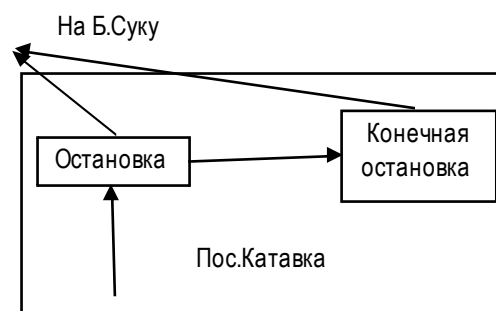 На Б.Суку
Остановка
Конечная
остановка
Пос.Катавка